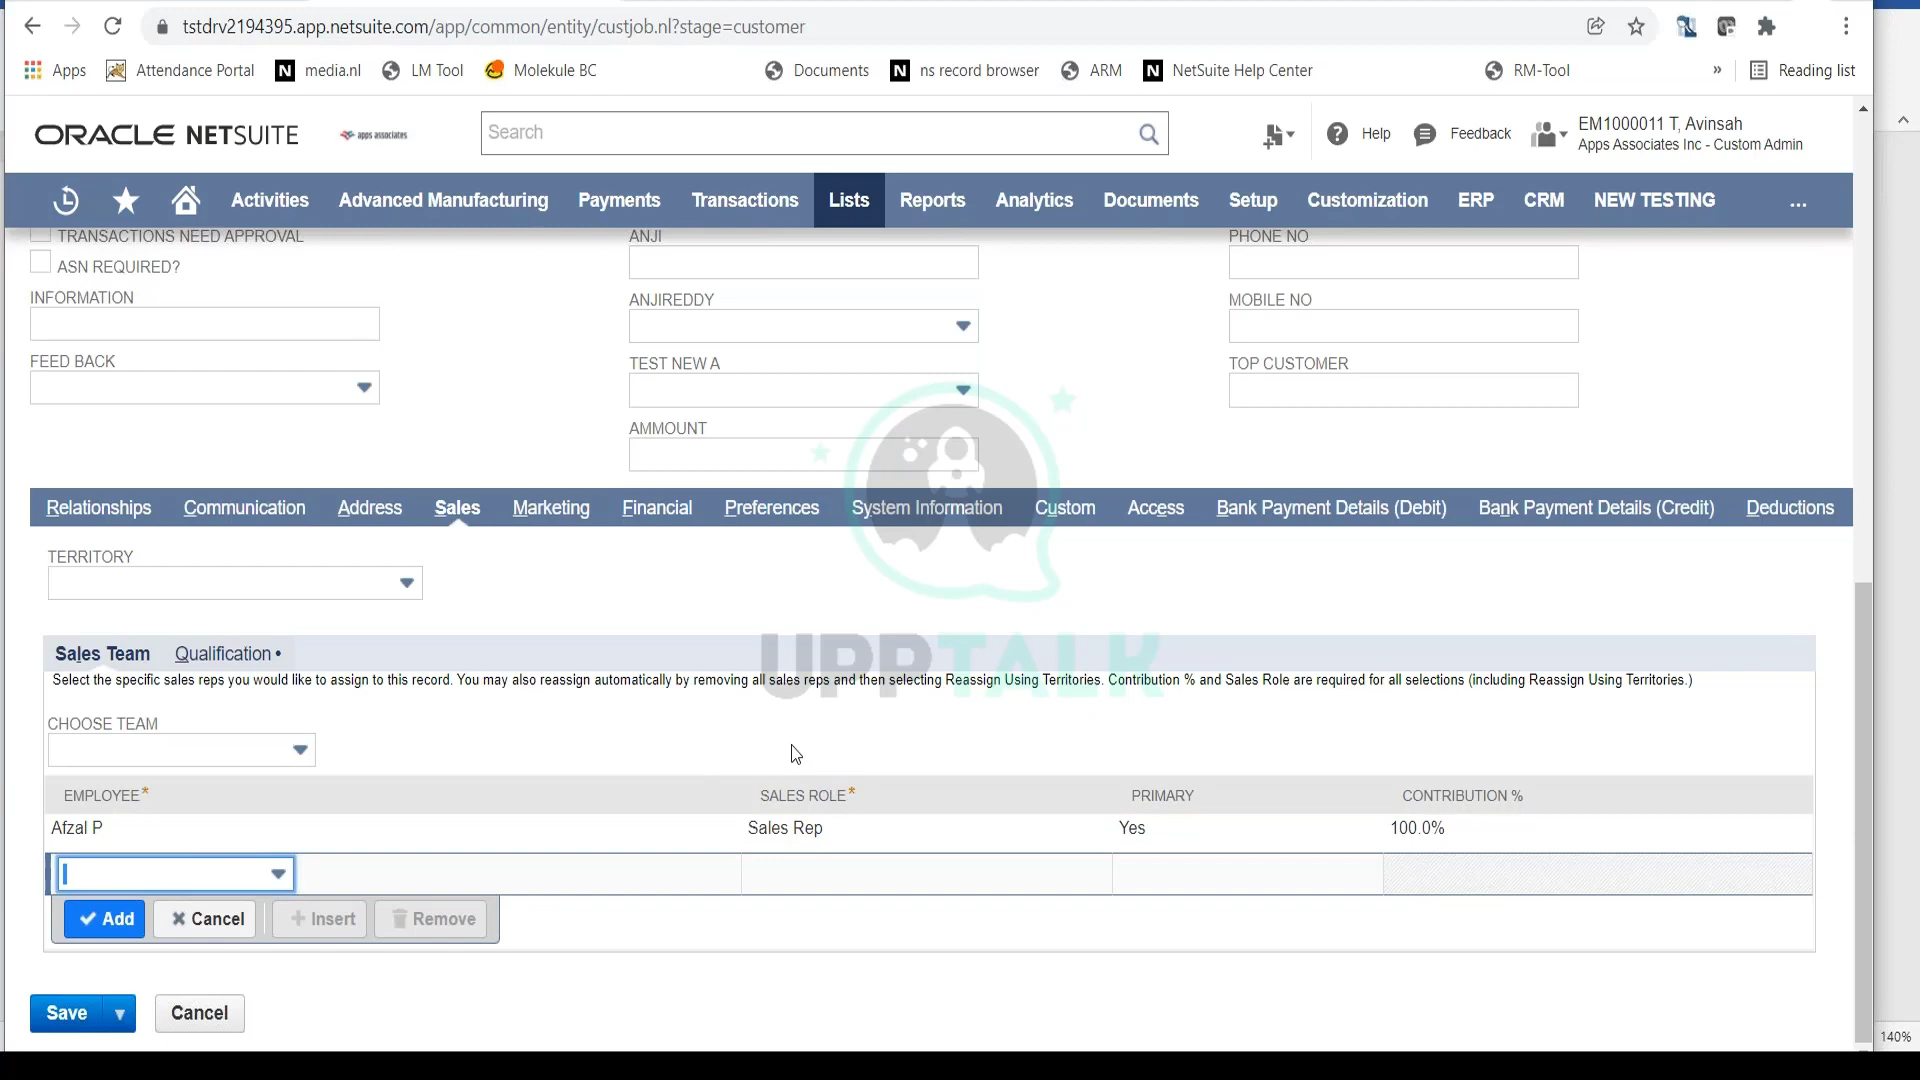 tstdrv2194395.app.netsuite.com/app/common/entity/custjob.nl?stage=customer
Apps Attendance Portal N media.nl LM Tool Molekule BC Documents N ns record browser ARM N NetSuite Help Center RM-Tool » Reading list
ORACLE NETSUITE apps associates Search Help Feedback EM1000011 T, Avinsah
Apps Associates Inc - Custom Admin
Activities Advanced Manufacturing Payments Transactions Lists Reports Analytics Documents Setup Customization ERP CRM NEW TESTING ...
TRANSACTIONS NEED APPROVAL ANJI PHONE NO
ASN REQUIRED?
INFORMATION ANJIREDDY MOBILE NO
FEED BACK TEST NEW A TOP CUSTOMER
AMMOUNT
Relationships Communication Address Sales Marketing Financial Preferences System Information Custom Access Bank Payment Details (Debit) Bank Payment Details (Credit) Deductions
TERRITORY
Sales Team Qualification •
UPPTALK
Select the specific sales reps you would like to assign to this record. You may also reassign automatically by removing all sales reps and then selecting Reassign Using Territories. Contribution % and Sales Role are required for all selections (including Reassign Using Territories.)
CHOOSE TEAM
EMPLOYEE* SALES ROLE* PRIMARY CONTRIBUTION %
Afzal P Sales Rep Yes 100.0%
Add Cancel Insert Remove
Save Cancel
140%